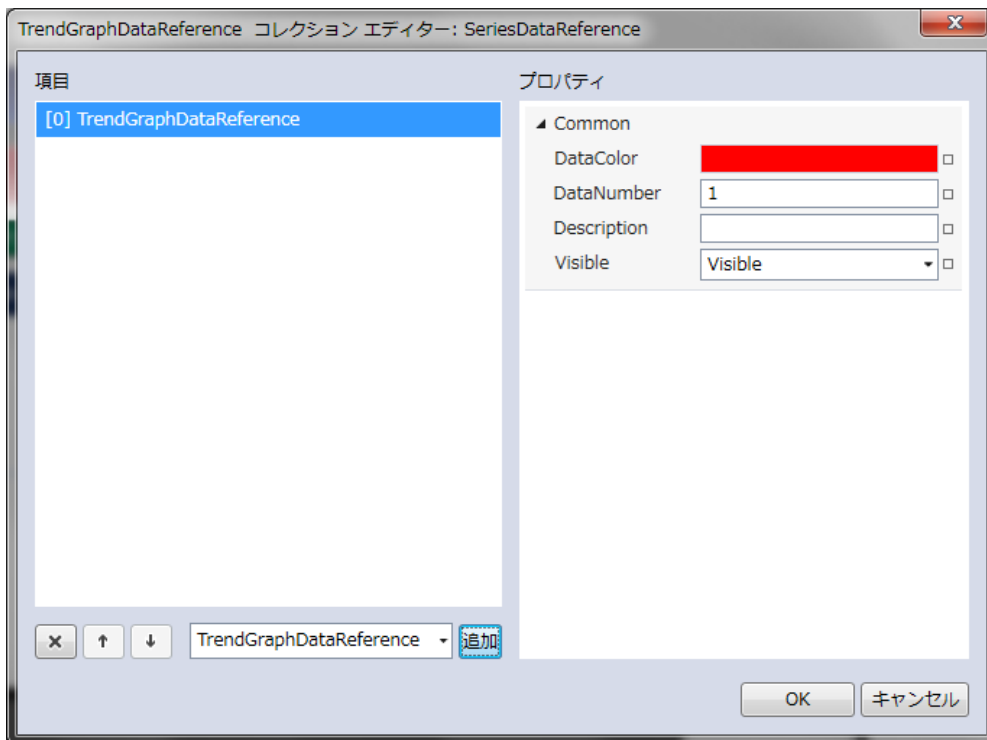 TrendGraphDataReference コレクション エディター: SeriesDataReference
項目
[0] TrendGraphDataReference
TrendGraphDataReference
追加
プロパティ
Common
DataColor
DataNumber 1
Description
Visible Visible
OK キャンセル